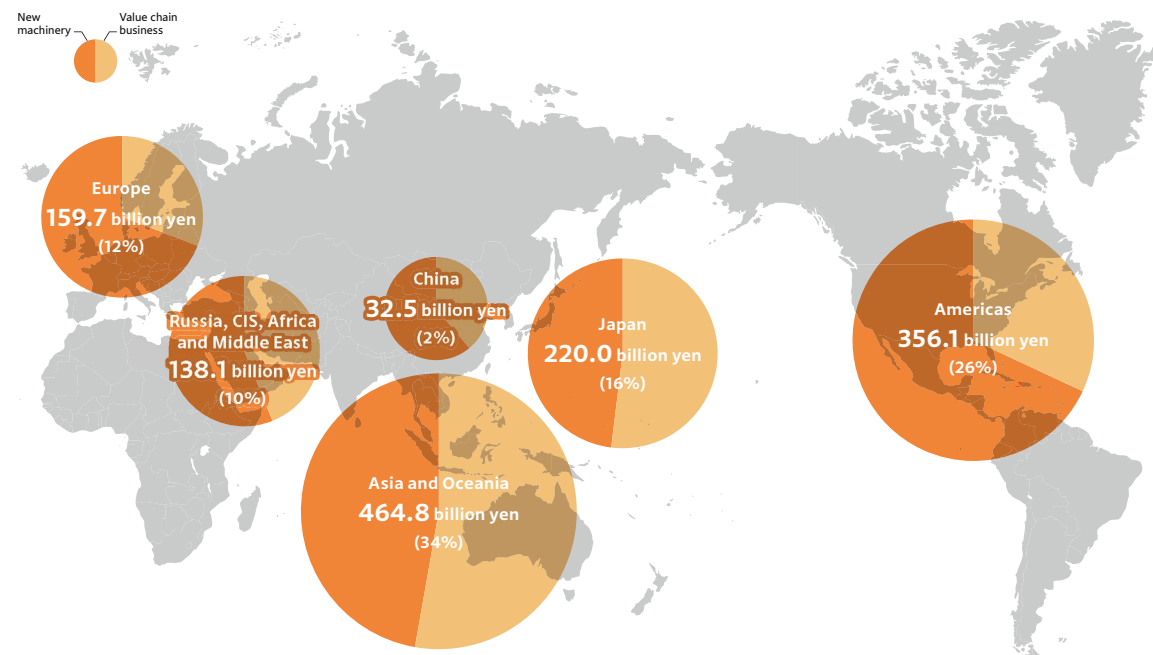 New
machinery
Value chain
business
Europe
159.7 billion yen
(12%)
Russia, CIS, Africa
and Middle East
138.1 billion yen
(10%)
China
32.5 billion yen
(2%)
Asia and Oceania
464.8 billion yen
(34%)
Japan
220.0 billion yen
(16%)
Americas
356.1 billion yen
(26%)